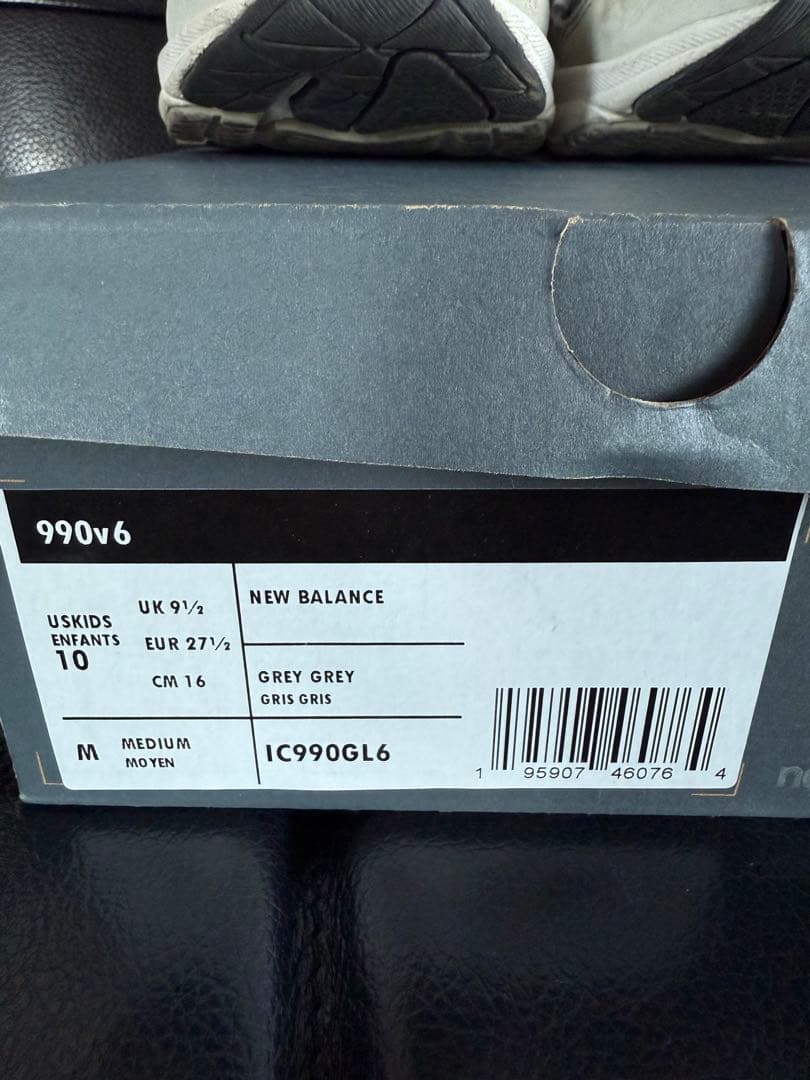 990v6
USKIDS
ENFANTS
10
UK 9½
EUR 27½
CM 16
NEW BALANCE
GREY GREY
GRIS GRIS
M MEDIUM
MOYEN
IC990GL6
1 95907 46076 4